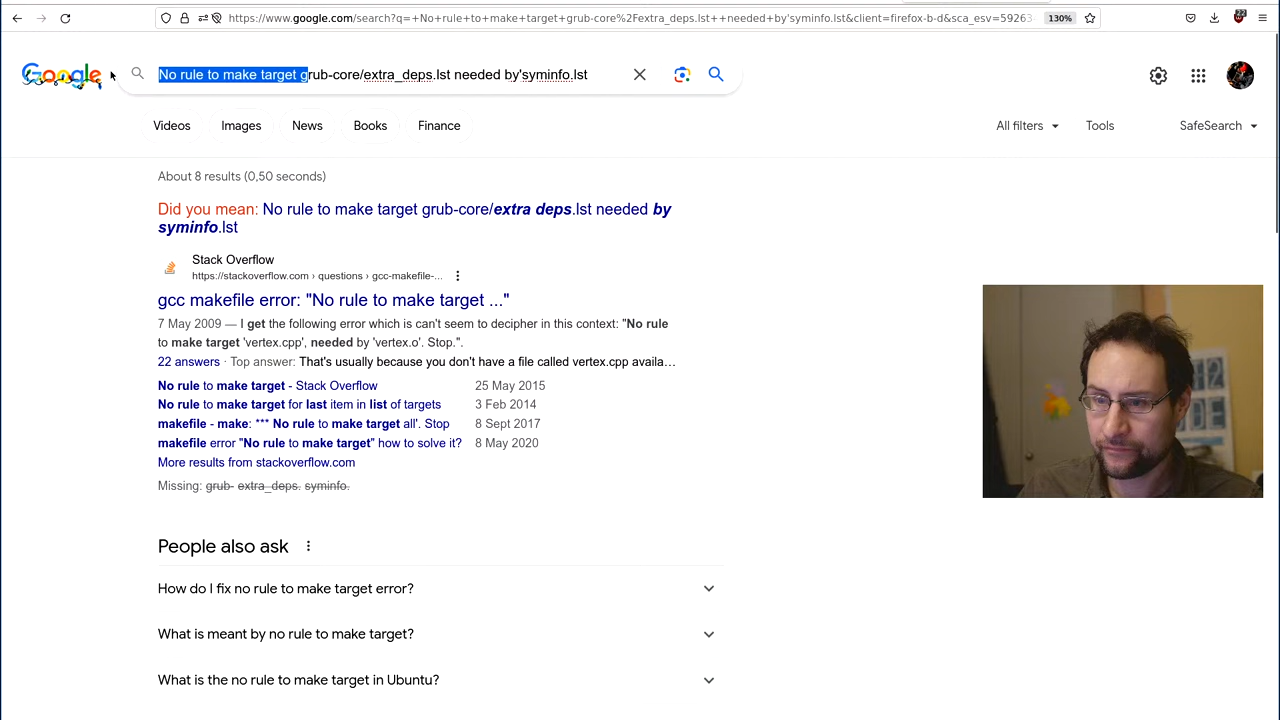 https://www.google.com/search?q=+No+rule+to+make+target+grub-core%2Fextra_deps.lst++needed+by'syminfo.lst&client=firefox-b-d&sca_esv=59263
130%
22
Google
No rule to make target grub-core/extra_deps.lst needed by'syminfo.lst
Videos Images News Books Finance
All filters Tools SafeSearch
About 8 results (0,50 seconds)
Did you mean: No rule to make target grub-core/extra deps.lst needed by
syminfo.lst
Stack Overflow
https://stackoverflow.com › questions › gcc-makefile-...
gcc makefile error: "No rule to make target ..."
7 May 2009 — I get the following error which is can't seem to decipher in this context: "No rule
to make target 'vertex.cpp', needed by 'vertex.o'. Stop.".
22 answers · Top answer: That's usually because you don't have a file called vertex.cpp availa…
No rule to make target - Stack Overflow 25 May 2015
No rule to make target for last item in list of targets 3 Feb 2014
makefile - make: *** No rule to make target all'. Stop 8 Sept 2017
makefile error "No rule to make target" how to solve it? 8 May 2020
More results from stackoverflow.com
Missing: grub- extra_deps. syminfo.
People also ask
How do I fix no rule to make target error?
What is meant by no rule to make target?
What is the no rule to make target in Ubuntu?